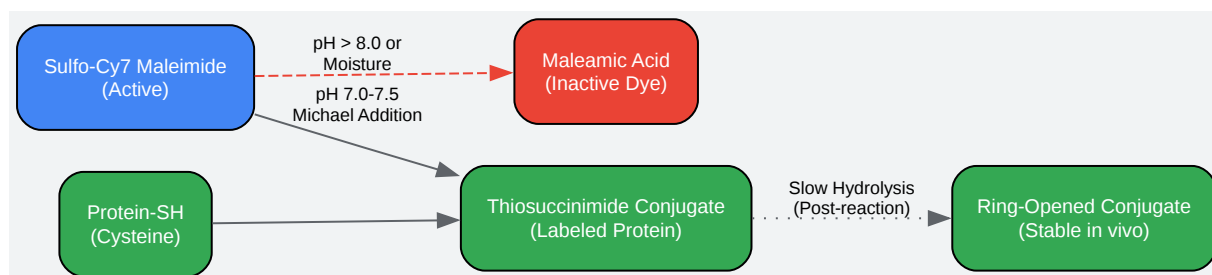 Sulfo-Cy7 Maleimide
(Active)
pH > 8.0 or
Moisture
Maleamic Acid
(Inactive Dye)
pH 7.0-7.5
Michael Addition
Protein-SH
(Cysteine)
Thiosuccinimide Conjugate
(Labeled Protein)
Slow Hydrolysis
(Post-reaction)
Ring-Opened Conjugate
(Stable in vivo)